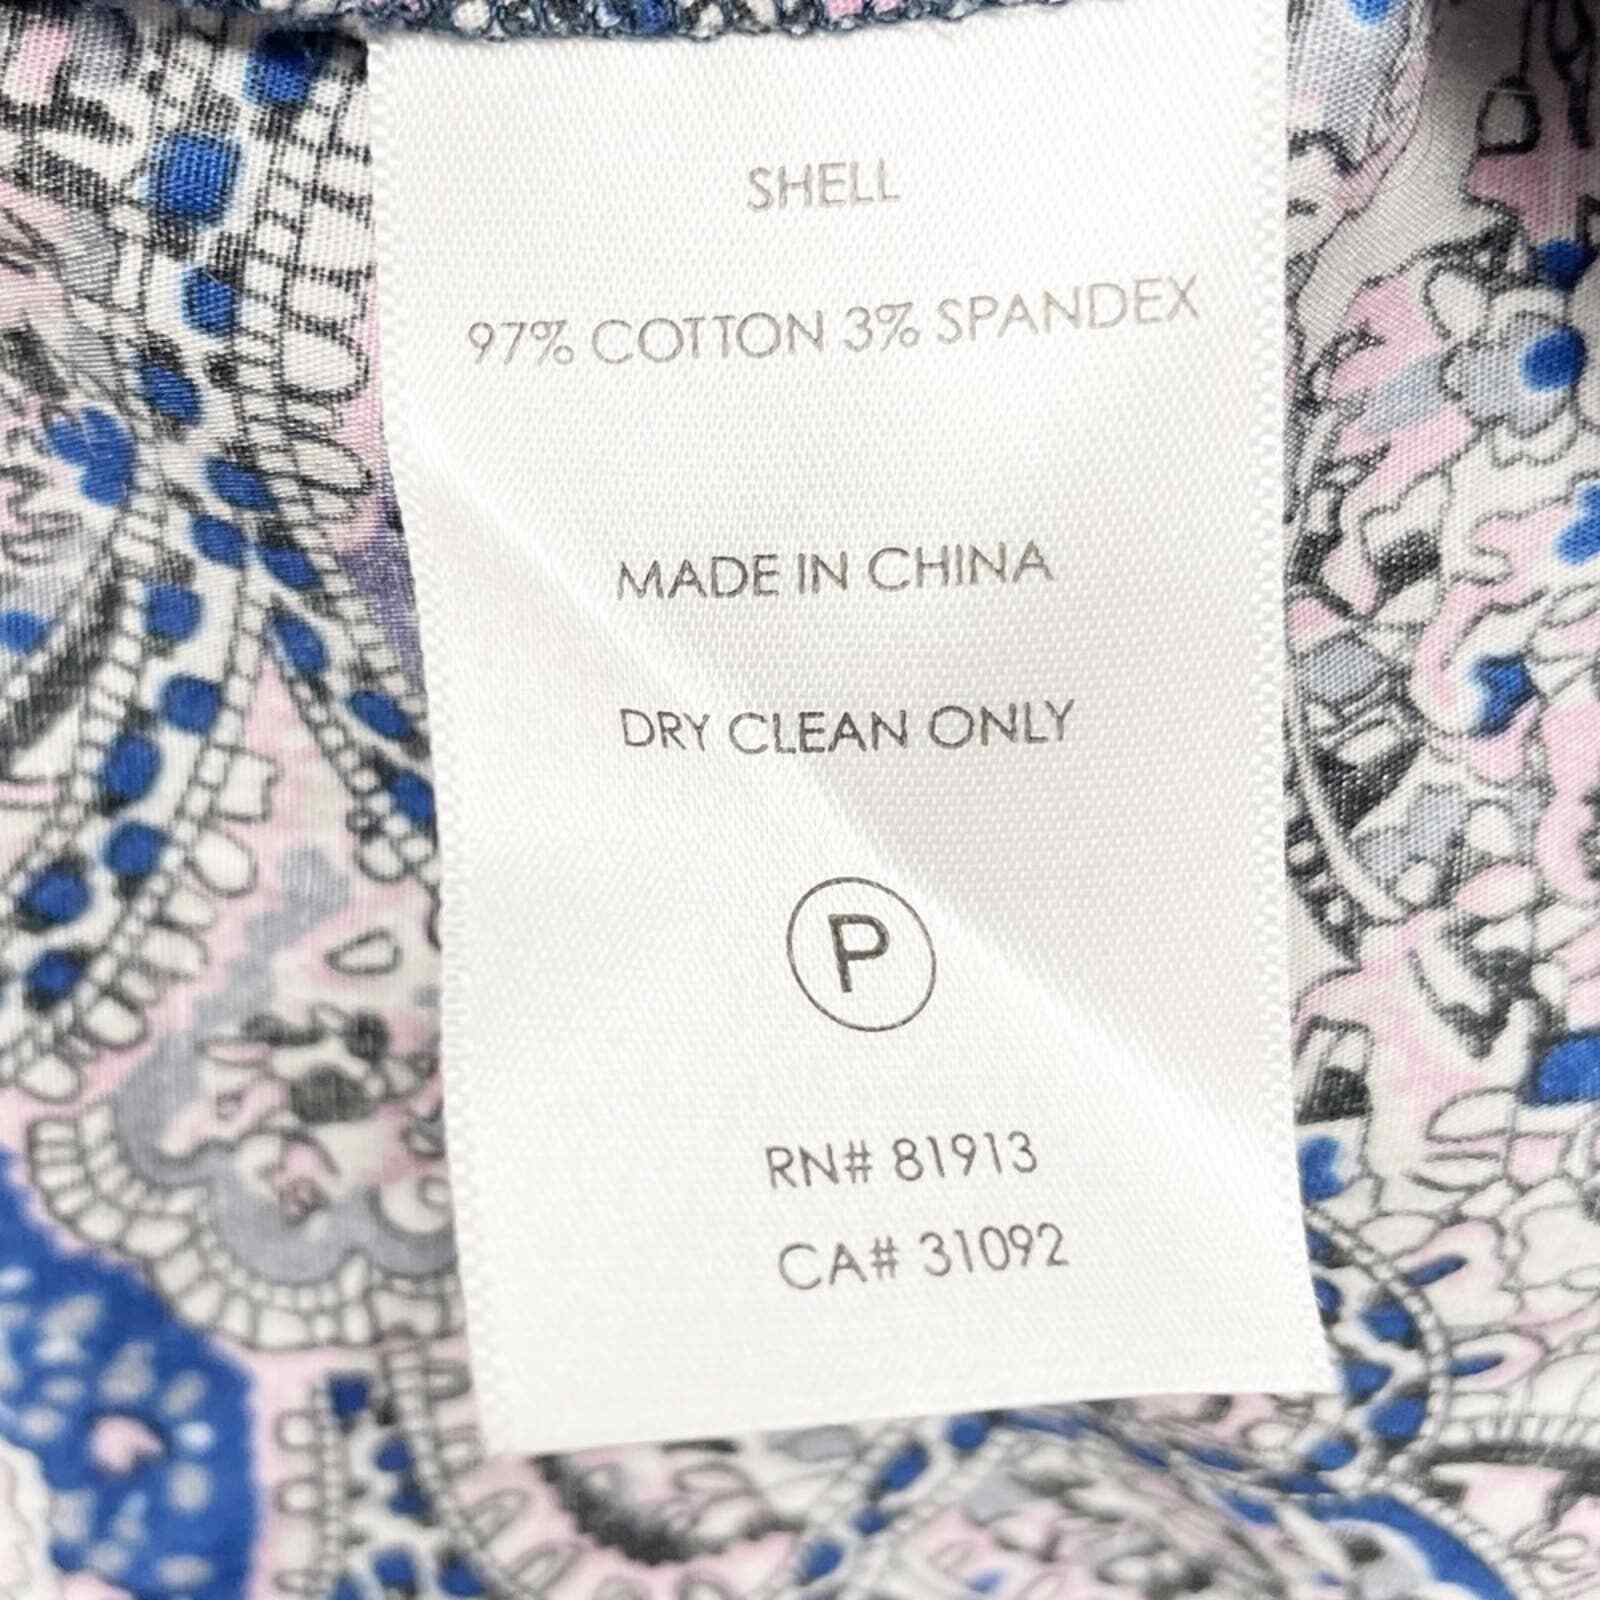 SHELL
97% COTTON 3% SPANDEX
MADE IN CHINA
DRY CLEAN ONLY
P
RN# 81913
CA# 31092